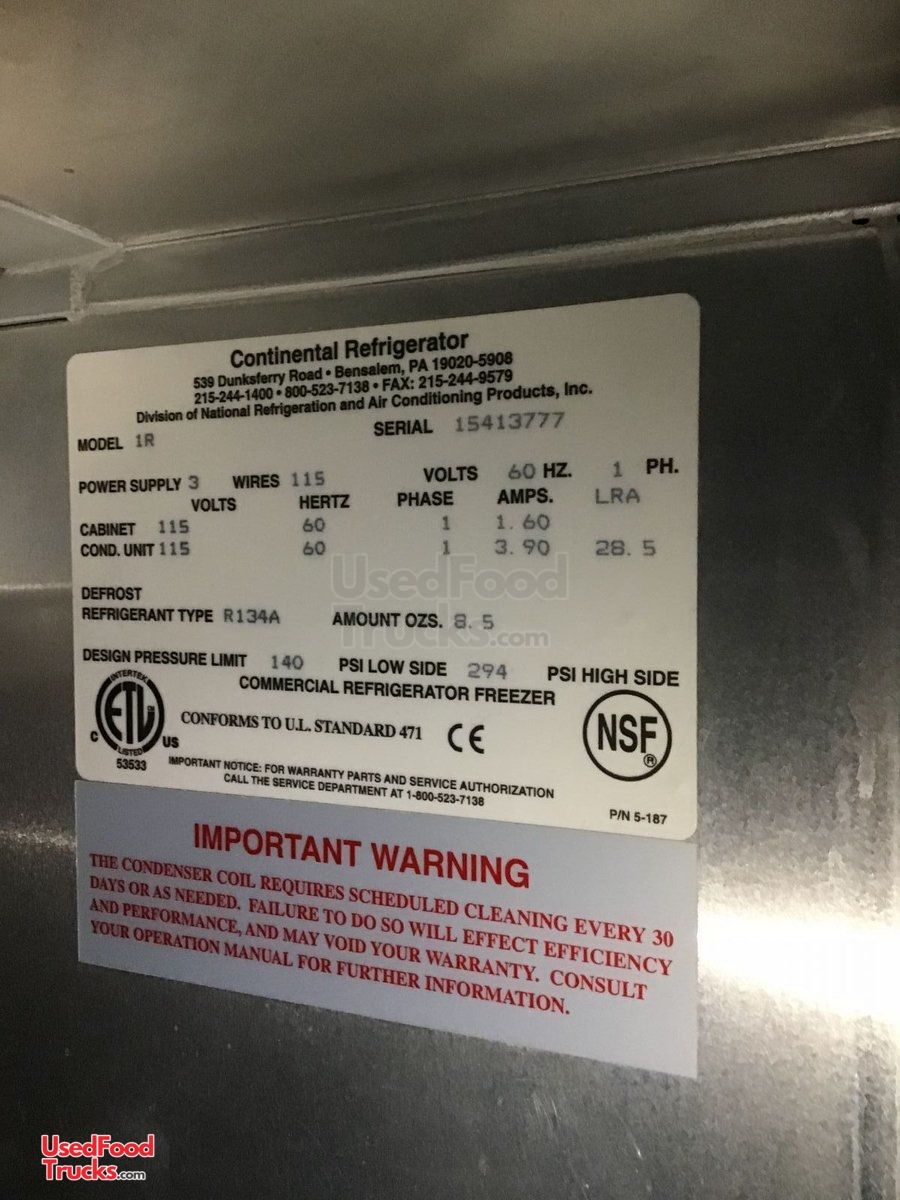 Continental Refrigerator
539 Dunksferry Road • Bensalem, PA 19020-5908
215-244-1400 • 800-523-7138 • FAX: 215-244-9579
Division of National Refrigeration and Air Conditioning Products, Inc.
MODEL 1R SERIAL 15413777
POWER SUPPLY 3 WIRES 115 VOLTS 60 HZ. 1 PH.
VOLTS HERTZ PHASE AMPS. LRA
CABINET 115 60 1 1.60
COND. UNIT 115 60 1 3.90 28.5
DEFROST
REFRIGERANT TYPE R134A AMOUNT OZS. 8.5
DESIGN PRESSURE LIMIT 140 PSI LOW SIDE 294 PSI HIGH SIDE
COMMERCIAL REFRIGERATOR FREEZER
INTERTEK
ETL
LISTED
C US
53533
CONFORMS TO U.L. STANDARD 471 CE
NSF®
IMPORTANT NOTICE: FOR WARRANTY PARTS AND SERVICE AUTHORIZATION
CALL THE SERVICE DEPARTMENT AT 1-800-523-7138
P/N 5-187
IMPORTANT WARNING
THE CONDENSER COIL REQUIRES SCHEDULED CLEANING EVERY 30
DAYS OR AS NEEDED. FAILURE TO DO SO WILL EFFECT EFFICIENCY
AND PERFORMANCE, AND MAY VOID YOUR WARRANTY. CONSULT
YOUR OPERATION MANUAL FOR FURTHER INFORMATION.
UsedFood
Trucks.com
UsedFood
Trucks.com